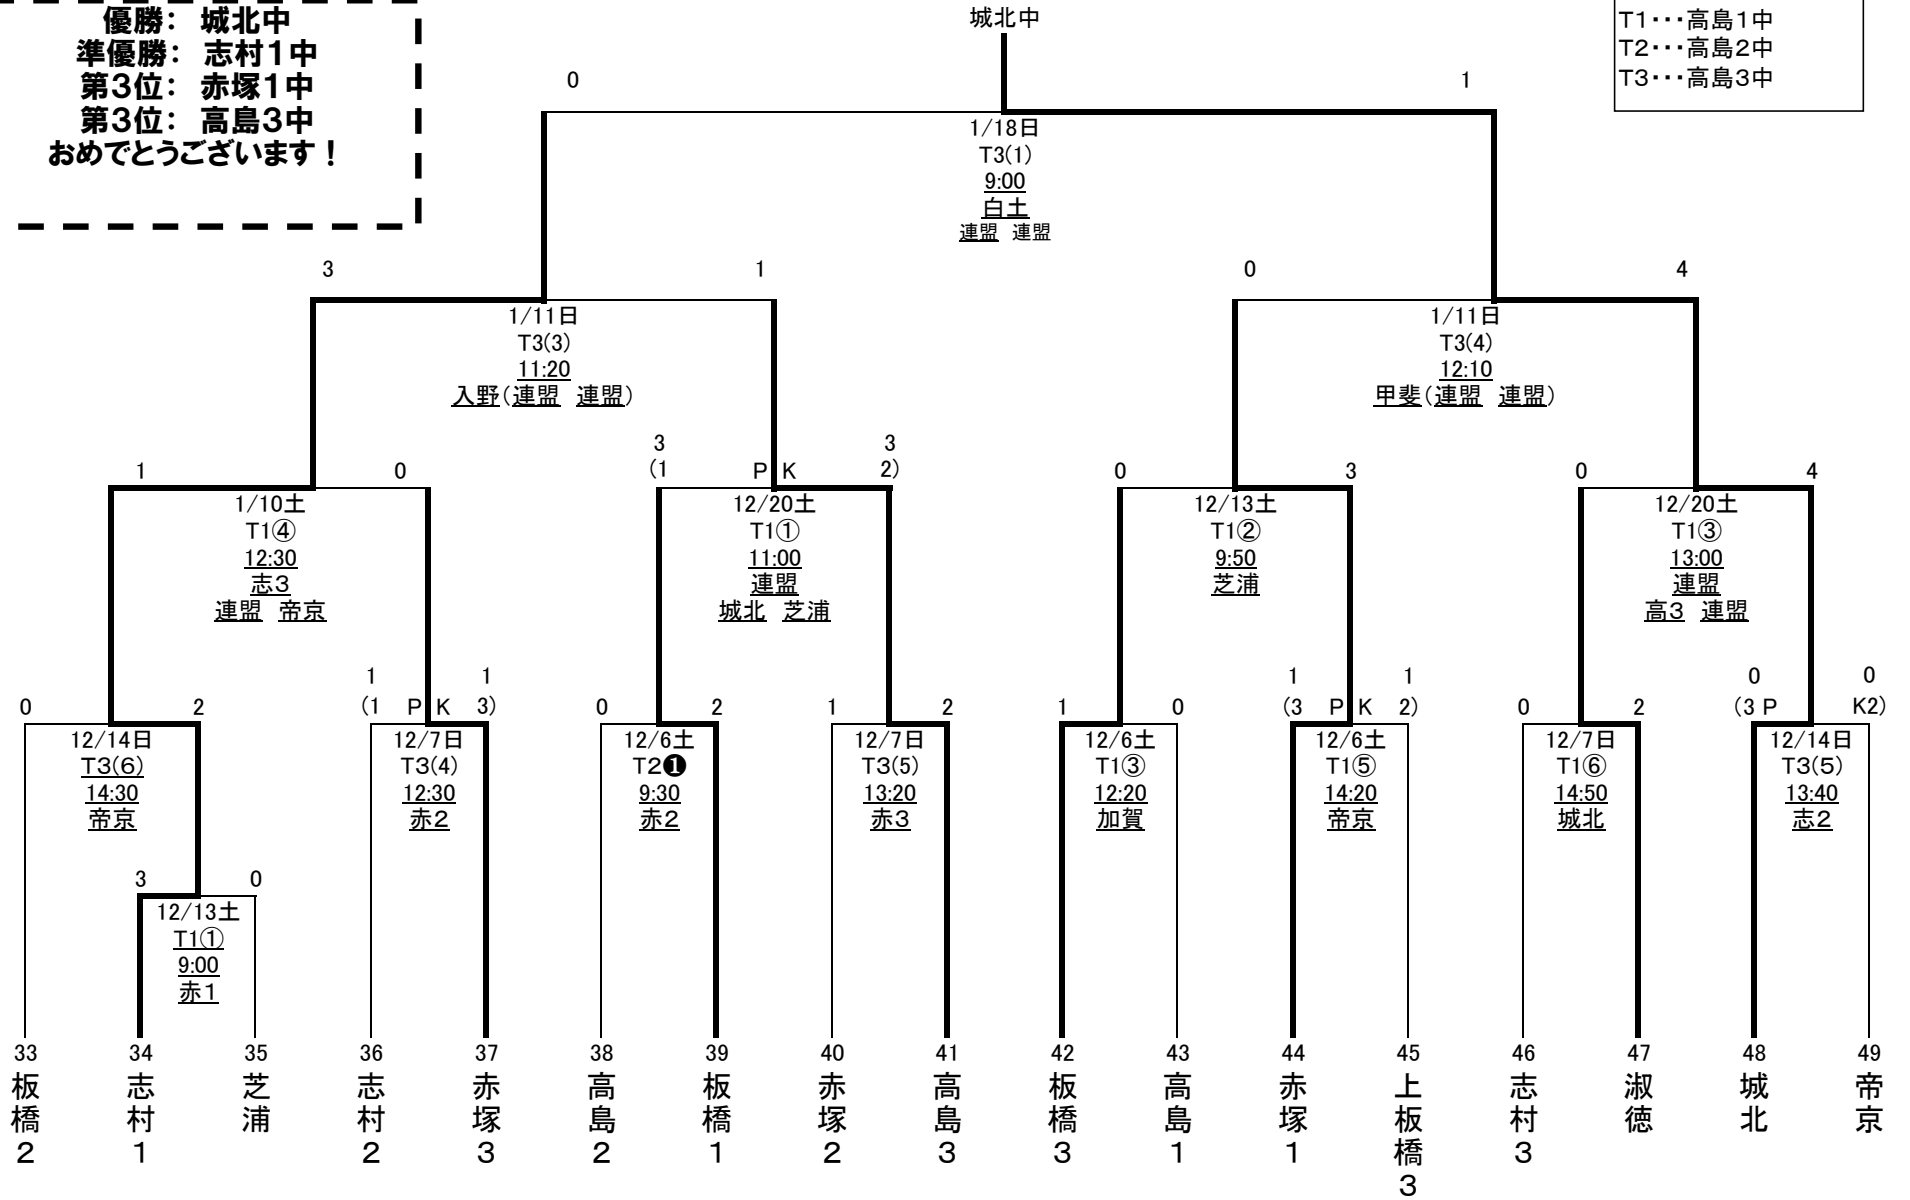 優勝： 城北中
準優勝： 志村１中
第３位： 赤塚１中
第３位： 高島３中
おめでとうございます！
城北中
T１･･･高島１中
T２･･･高島２中
T３･･･高島３中
0
1
1/18日
T3(1)
9:00
白土
連盟 連盟
3
1
1/11日
T3(3)
11:20
入野(連盟 連盟)
0
4
1/11日
T3(4)
12:10
甲斐(連盟 連盟)
1
0
1/10土
T1④
12:30
志３
連盟 帝京
3 3
(1 P K 2)
12/20土
T1①
11:00
連盟
城北 芝浦
0
3
12/13土
T1②
9:50
芝浦
0
4
12/20土
T1③
13:00
連盟
高３ 連盟
0
2
12/14日
T3(6)
14:30
帝京
1 1
(1 P K 3)
12/7日
T3(4)
12:30
赤２
0
2
12/6土
T2❶
9:30
赤２
1
2
12/7日
T3(5)
13:20
赤３
1
0
12/6土
T1③
12:20
加賀
1 1
(3 P K 2)
12/6土
T1⑤
14:20
帝京
0
2
12/7日
T1⑥
14:50
城北
0 0
(3 P K2)
12/14日
T3(5)
13:40
志２
3
0
12/13土
T1①
9:00
赤１
33
板橋２
34
志村１
35
芝浦
36
志村２
37
赤塚３
38
高島２
39
板橋１
40
赤塚２
41
高島３
42
板橋３
43
高島１
44
赤塚１
45
上板橋３
46
志村３
47
淑徳
48
城北
49
帝京